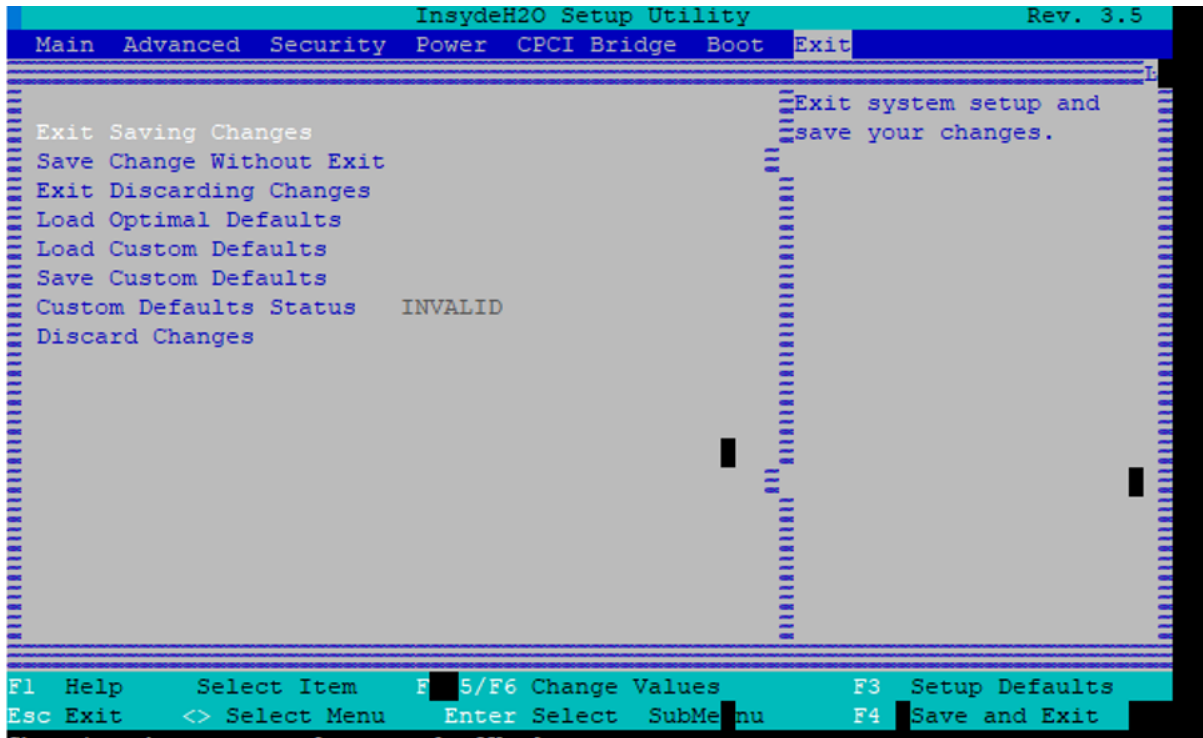 InsydeH2O Setup Utility Rev. 3.5
Main Advanced Security Power CPCI Bridge Boot Exit
Exit system setup and
save your changes.
Exit Saving Changes
Save Change Without Exit
Exit Discarding Changes
Load Optimal Defaults
Load Custom Defaults
Save Custom Defaults
Custom Defaults Status INVALID
Discard Changes
F1 Help Select Item F 5/F6 Change Values F3 Setup Defaults
Esc Exit <> Select Menu Enter Select SubMe nu F4 Save and Exit